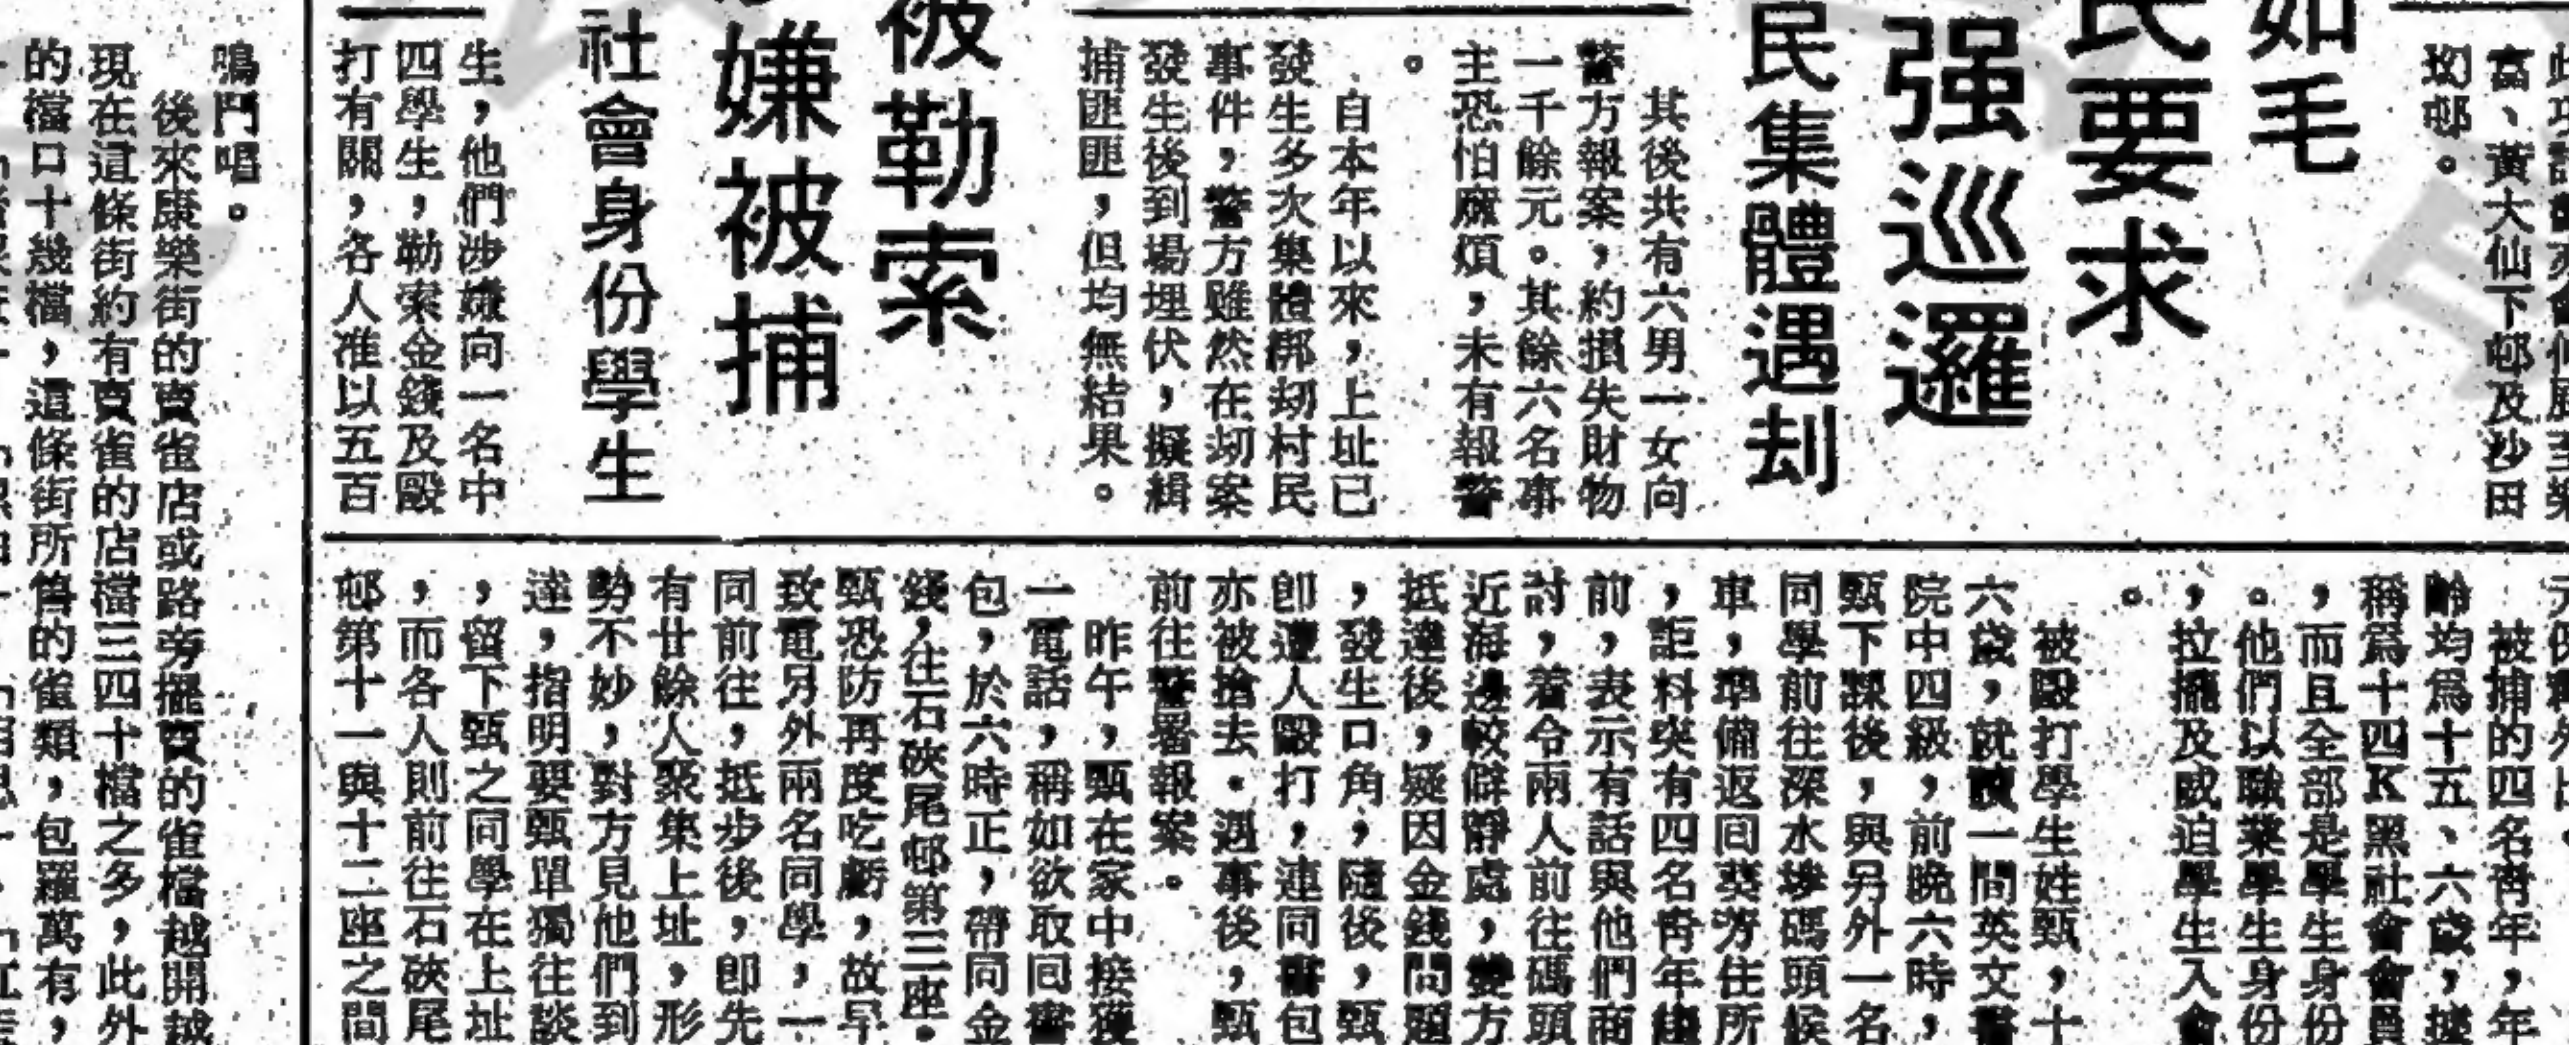 富、黃大仙下邨及沙田
坳邨。
如毛
民要求
强巡邏
民集體遇刦
其後共有六男一女向
警方報案，約損失財物
一千餘元。其餘六名事
主恐怕麻煩，未有報警
。
自本年以來，上址已
發生多次集體綁刧村民
事件，警方雖然在刧案
發生後到場埋伏，擬緝
捕匪匪，但均無結果。
被勒索
嫌被捕
社會身份學生
生，他們涉嫌向一名中
四學生，勒索金錢及毆
打有關，各人准以五百
被捕的四名靑年，年
齡均爲十五、六歲，據
稱爲十四K黑社會會員
，而且全部是學生身份
。他們以職業學生身份
，拉攏及威迫學生入會
。
被毆打學生姓甄，十
六歲，就讀一間英文書
院中四級，前晚六時，
甄下課後，與另外一名
同學前往深水埗碼頭候
車，準備返囘葵芳住所
，詎料突有四名靑年趨
前，表示有話與他們商
討，着令兩人前往碼頭
近海邊較僻靜處，雙方
抵達後，疑因金錢問題
，發生口角，隨後，甄
卽遭人毆打，連同書包
亦被搶去。遇事後，甄
前往警署報案。
昨午，甄在家中接獲
一電話，稱如欲取囘書
包，於六時正，帶同金
錢，往石硤尾邨第三座。
甄恐防再度吃虧，故早
致電另外兩名同學，一
同前往，抵步後，卽先
有廿餘人聚集上址，形
勢不妙，對方見他們到
達，指明要甄單獨往談
，留下甄之同學在上址
，而各人則前往石硤尾
邨第十一與十二座之間
鳴鬥唱。
後來康樂街的賣雀店或路旁擺賣的雀檔越開越
現在這條街約有賣雀的店檔三四十檔之多，此外
的檔口十幾檔，這條街所售的雀類，包羅萬有，